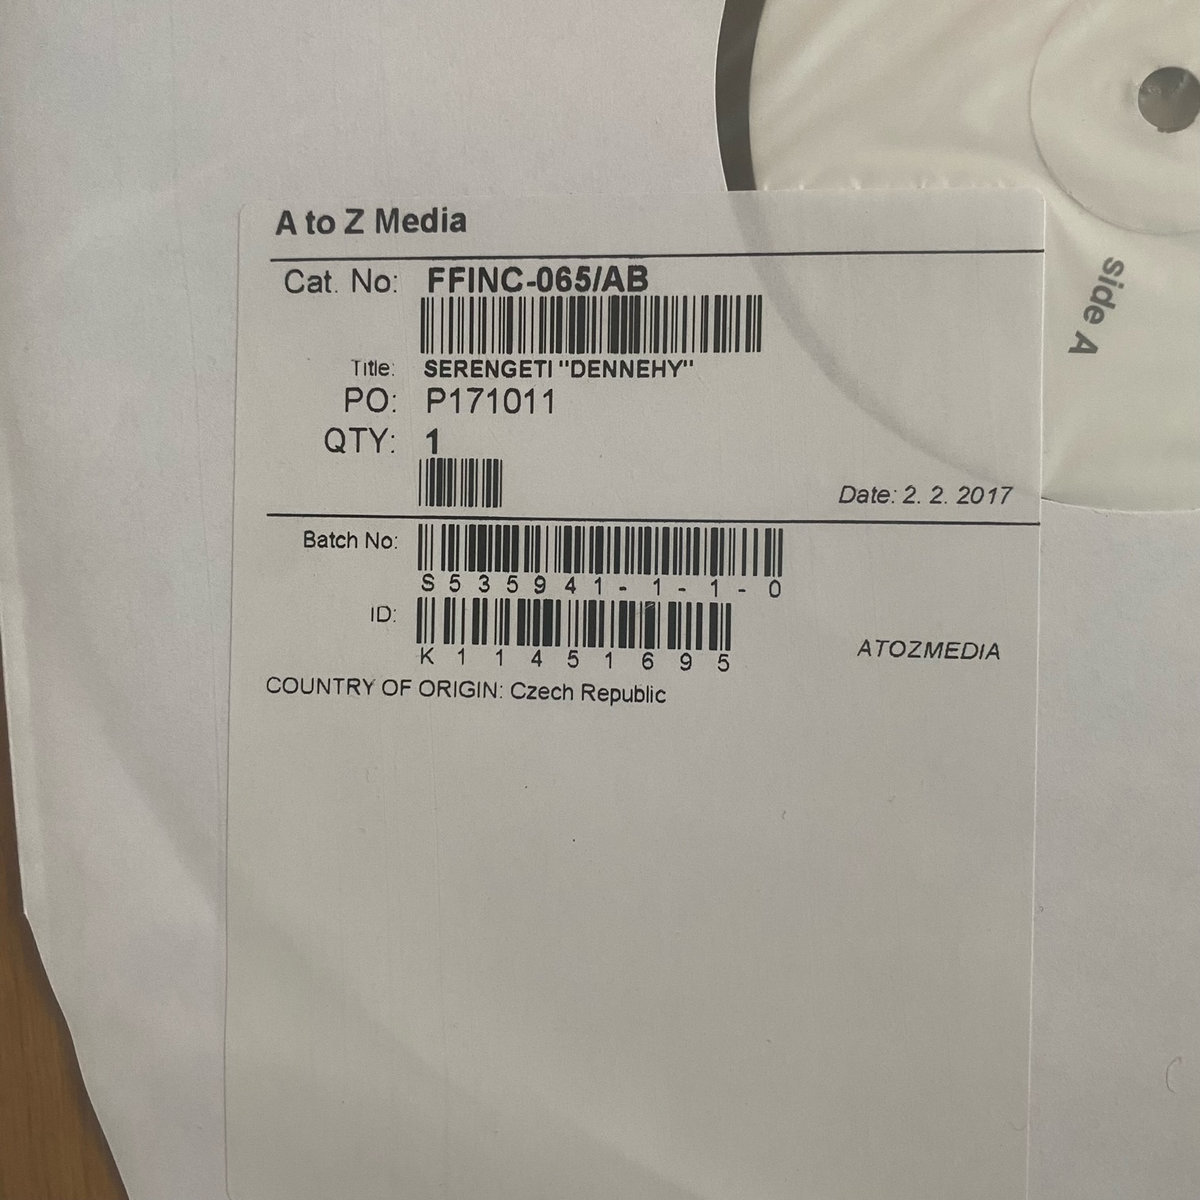 A to Z Media
Cat. No: FFINC-065/AB
Title: SERENGETI "DENNEHY"
PO: P171011
QTY: 1
Date: 2. 2. 2017
Batch No:
S535941-1-1-0
ID:
K11451695
ATOZMEDIA
COUNTRY OF ORIGIN: Czech Republic
side A